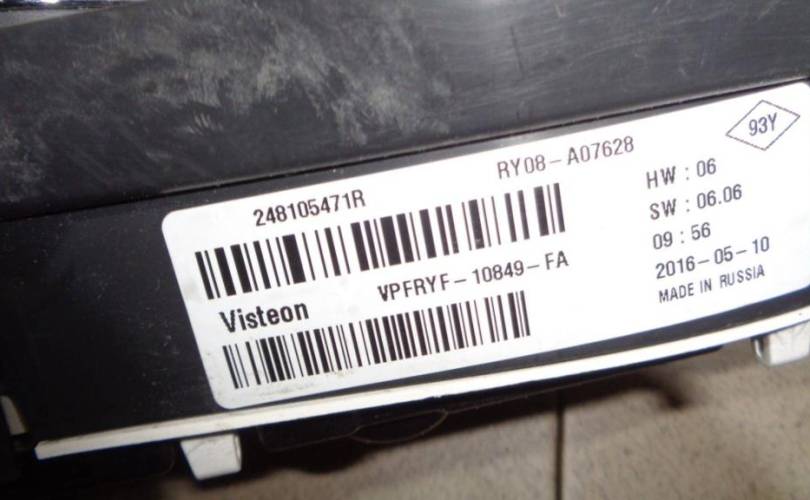 93Y
248105471R RY08-A07628
HW : 06
SW : 06.06
09 : 56
2016-05-10
MADE IN RUSSIA
Visteon VPFRYF-10849-FA